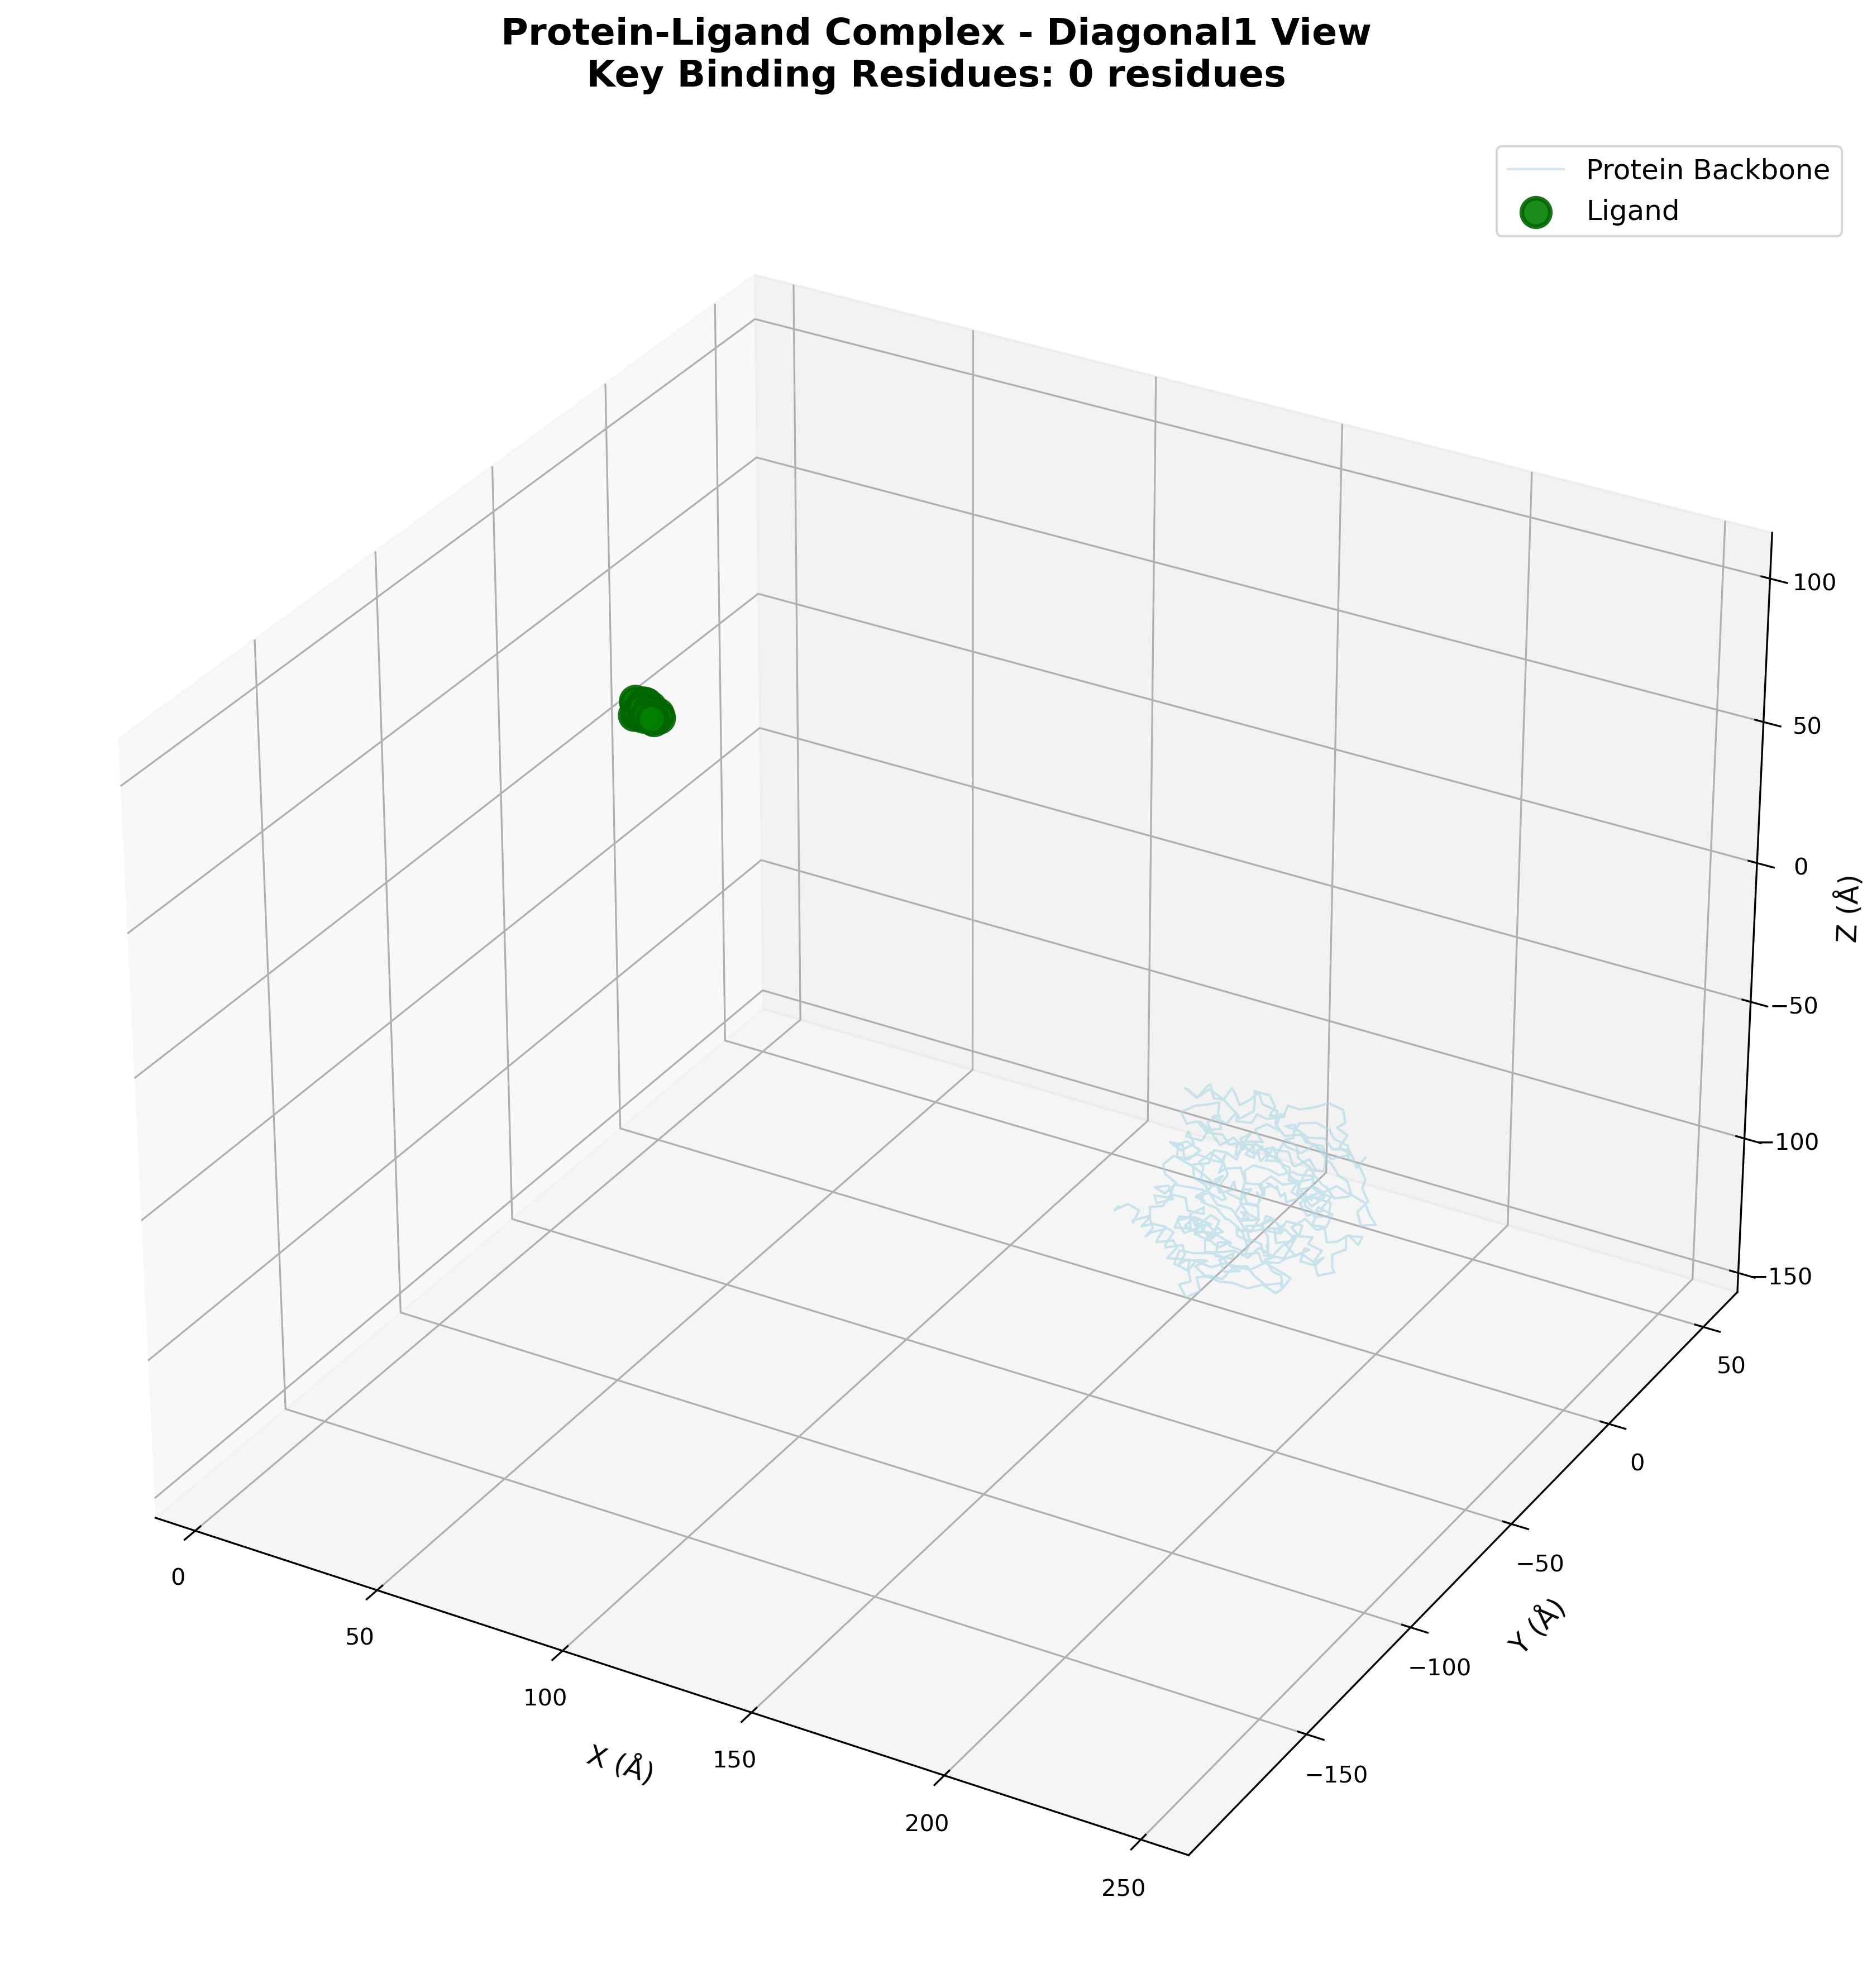 Protein-Ligand Complex - Diagonal1 View
Key Binding Residues: 0 residues
Protein Backbone
Ligand
100
50
0
−50
−100
−150
Z (Å)
50
0
−50
−100
−150
Y (Å)
0
50
100
150
200
250
X (Å)